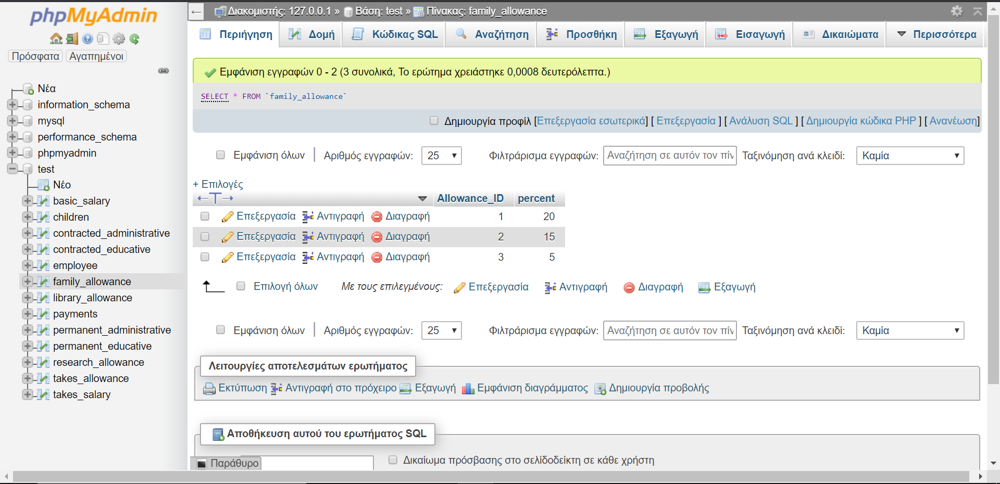 phpMyAdmin
Πρόσφατα Αγαπημένοι
Νέα
information_schema
mysql
performance_schema
phpmyadmin
test
Νέο
basic_salary
children
contracted_administrative
contracted_educative
employee
family_allowance
library_allowance
payments
permanent_administrative
permanent_educative
research_allowance
takes_allowance
takes_salary
Διακομιστής: 127.0.0.1 » Βάση: test » Πίνακας: family_allowance
Περιήγηση Δομή Κώδικας SQL Αναζήτηση Προσθήκη Εξαγωγή Εισαγωγή Δικαιώματα Περισσότερα
Εμφάνιση εγγραφών 0 - 2 (3 συνολικά, Το ερώτημα χρειάστηκε 0,0008 δευτερόλεπτα.)
SELECT * FROM `family_allowance`
Δημιουργία προφίλ [Επεξεργασία εσωτερικά] [ Επεξεργασία ] [ Ανάλυση SQL ] [ Δημιουργία κώδικα PHP ] [ Ανανέωση]
Εμφάνιση όλων | Αριθμός εγγραφών: 25 Φιλτράρισμα εγγραφών: Αναζήτηση σε αυτόν τον πίν Ταξινόμηση ανά κλειδί: Καμία
+ Επιλογές
←T→ Allowance_ID percent
Επεξεργασία Αντιγραφή Διαγραφή 1 20
Επεξεργασία Αντιγραφή Διαγραφή 2 15
Επεξεργασία Αντιγραφή Διαγραφή 3 5
Επιλογή όλων Με τους επιλεγμένους: Επεξεργασία Αντιγραφή Διαγραφή Εξαγωγή
Εμφάνιση όλων | Αριθμός εγγραφών: 25 Φιλτράρισμα εγγραφών: Αναζήτηση σε αυτόν τον πίν Ταξινόμηση ανά κλειδί: Καμία
Λειτουργίες αποτελεσμάτων ερωτήματος
Εκτύπωση Αντιγραφή στο πρόχειρο Εξαγωγή Εμφάνιση διαγράμματος Δημιουργία προβολής
Αποθήκευση αυτού του ερωτήματος SQL
Παράθυρο Δικαίωμα πρόσβασης στο σελίδοδείκτη σε κάθε χρήστη